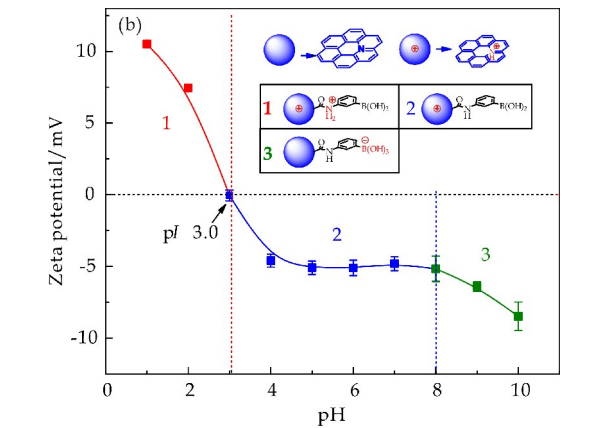 (b)
10
5
0
-5
-10
Zeta potential/mV
0
2
4
6
8
10
pH
1
2
3
pI 3.0
N
⊕
N
H
1
⊕
O
C
⊕
N
H₂
B(OH)₂
2
⊕
O
C
N
H
B(OH)₂
3
O
C
N
H
⊖
B(OH)₃